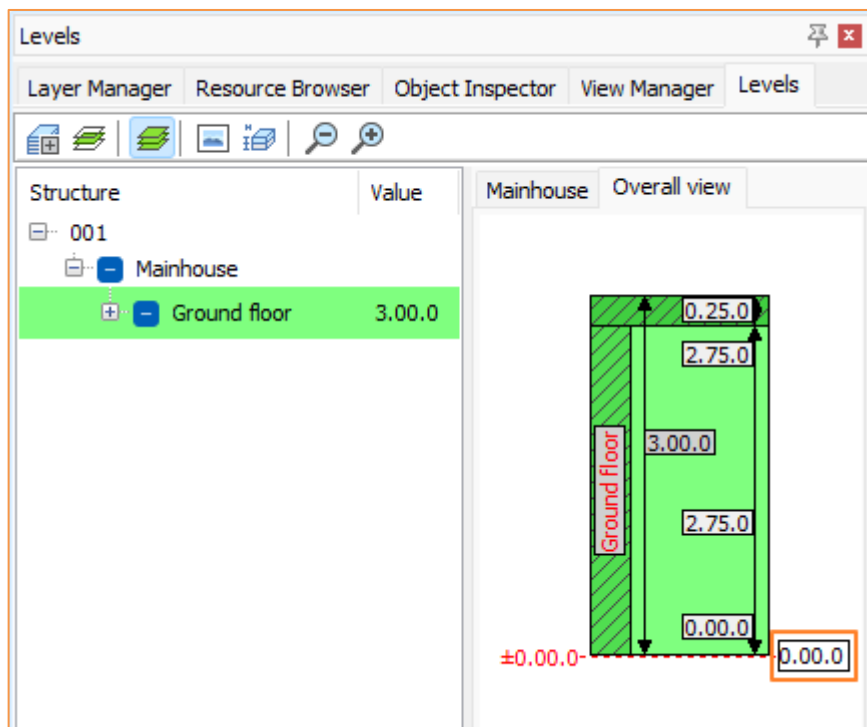 Levels
Layer Manager Resource Browser Object Inspector View Manager Levels
Structure Value
Mainhouse Overall view
001
Mainhouse
Ground floor 3.00.0
0.25.0
2.75.0
3.00.0
Ground floor
2.75.0
0.00.0
±0.00.0
0.00.0